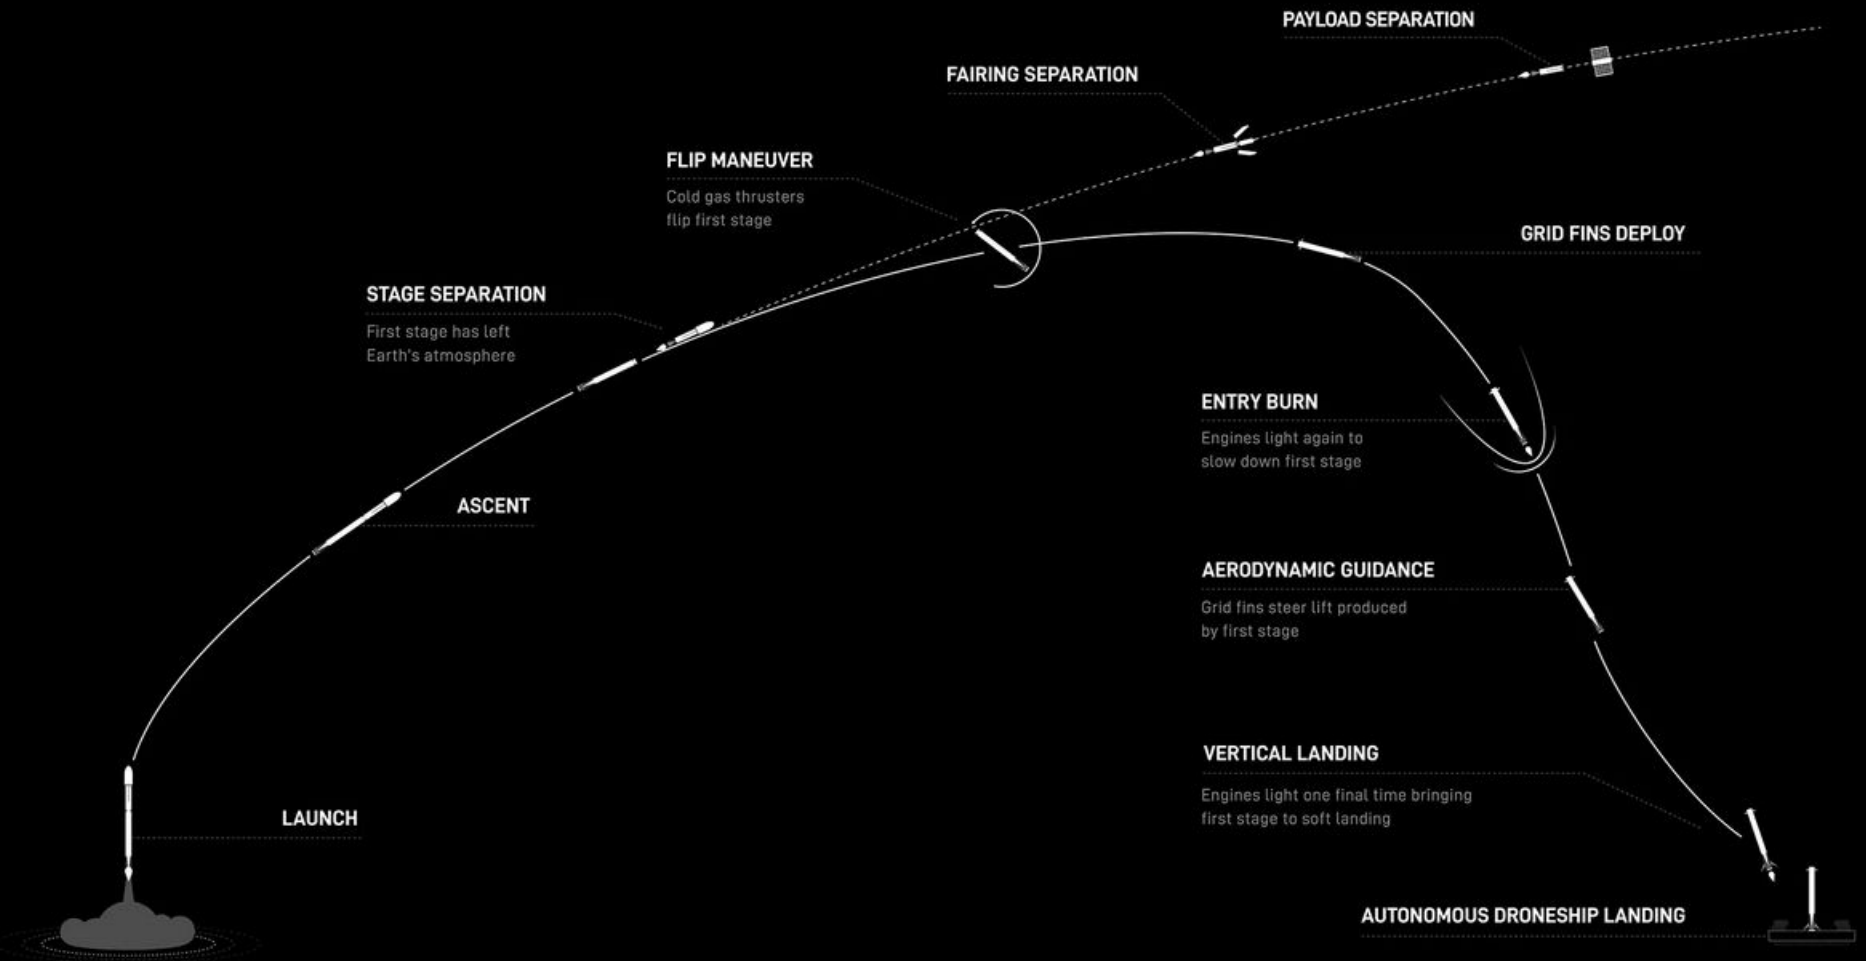 PAYLOAD SEPARATION
FAIRING SEPARATION
FLIP MANEUVER
Cold gas thrusters
flip first stage
GRID FINS DEPLOY
STAGE SEPARATION
First stage has left
Earth's atmosphere
ENTRY BURN
Engines light again to
slow down first stage
ASCENT
AERODYNAMIC GUIDANCE
Grid fins steer lift produced
by first stage
VERTICAL LANDING
Engines light one final time bringing
first stage to soft landing
LAUNCH
AUTONOMOUS DRONESHIP LANDING